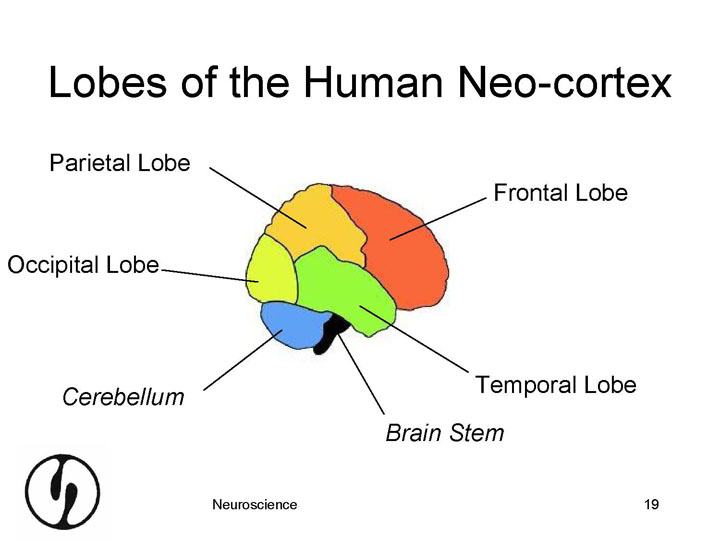 Lobes of the Human Neo-cortex
Parietal Lobe
Frontal Lobe
Occipital Lobe
Temporal Lobe
Cerebellum
Brain Stem
Neuroscience
19